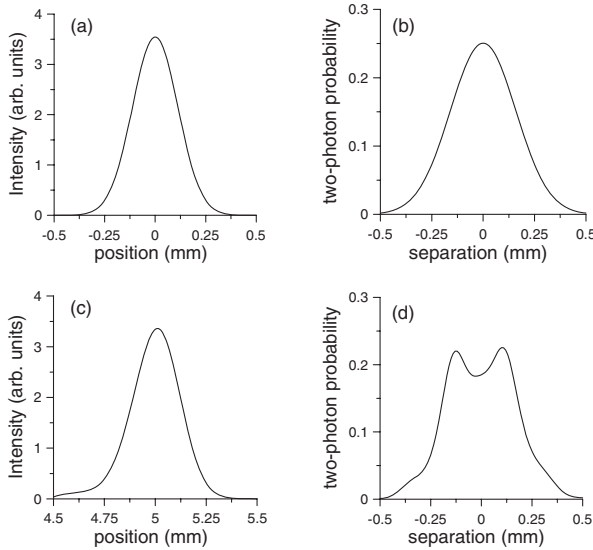 (a)
Intensity (arb. units)
4
3
2
1
0
-0.5 -0.25 0 0.25 0.5
position (mm)
(b)
two-photon probability
0.3
0.2
0.1
0
-0.5 -0.25 0 0.25 0.5
separation (mm)
(c)
Intensity (arb. units)
4
3
2
1
0
4.5 4.75 5 5.25 5.5
position (mm)
(d)
two-photon probability
0.3
0.2
0.1
0
-0.5 -0.25 0 0.25 0.5
separation (mm)